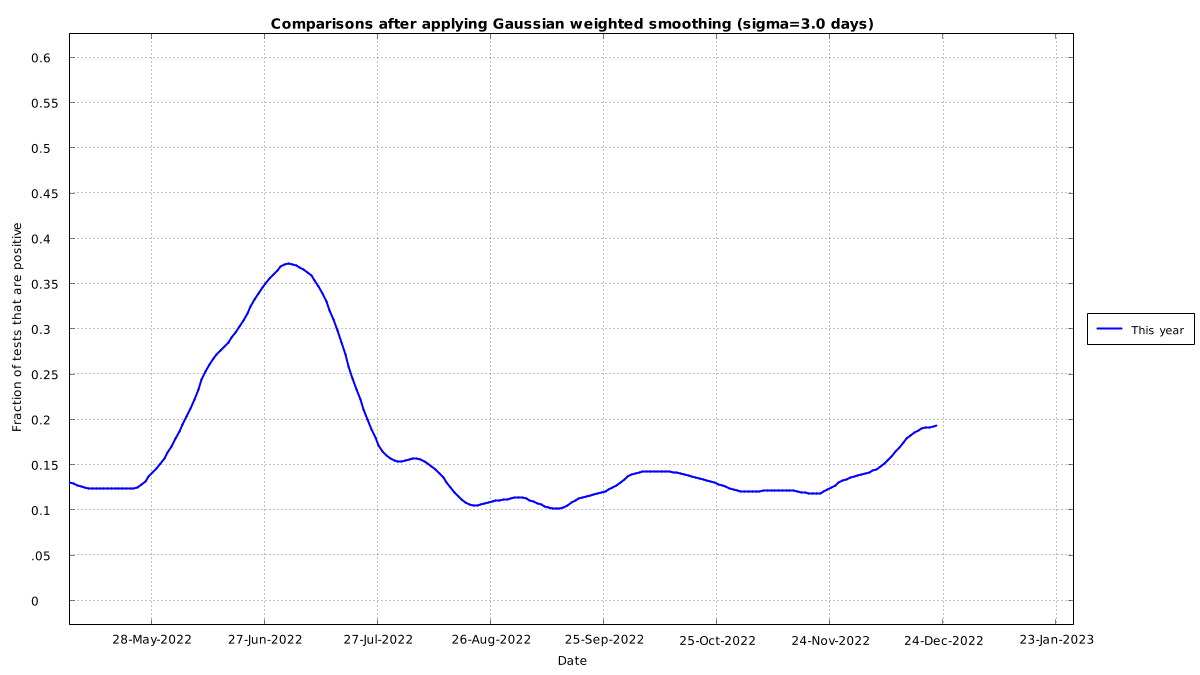 Comparisons after applying Gaussian weighted smoothing (sigma=3.0 days)
Fraction of tests that are positive
0.6
0.55
0.5
0.45
0.4
0.35
0.3
0.25
0.2
0.15
0.1
.05
0
This year
28-May-2022
27-Jun-2022
27-Jul-2022
26-Aug-2022
25-Sep-2022
25-Oct-2022
24-Nov-2022
24-Dec-2022
23-Jan-2023
Date